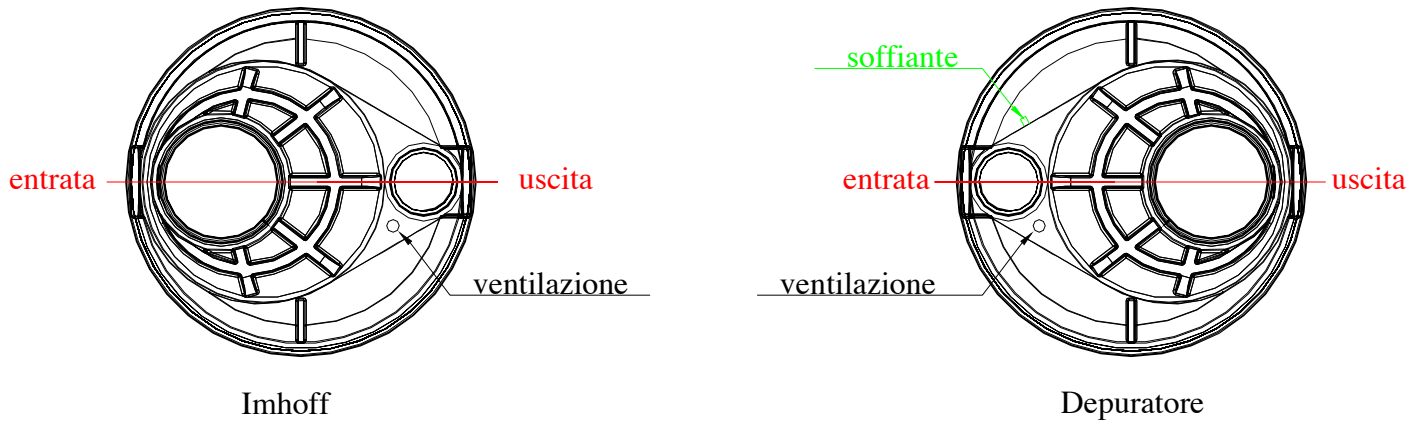 soffiante
entrata
uscita
entrata
uscita
ventilazione
ventilazione
Imhoff
Depuratore